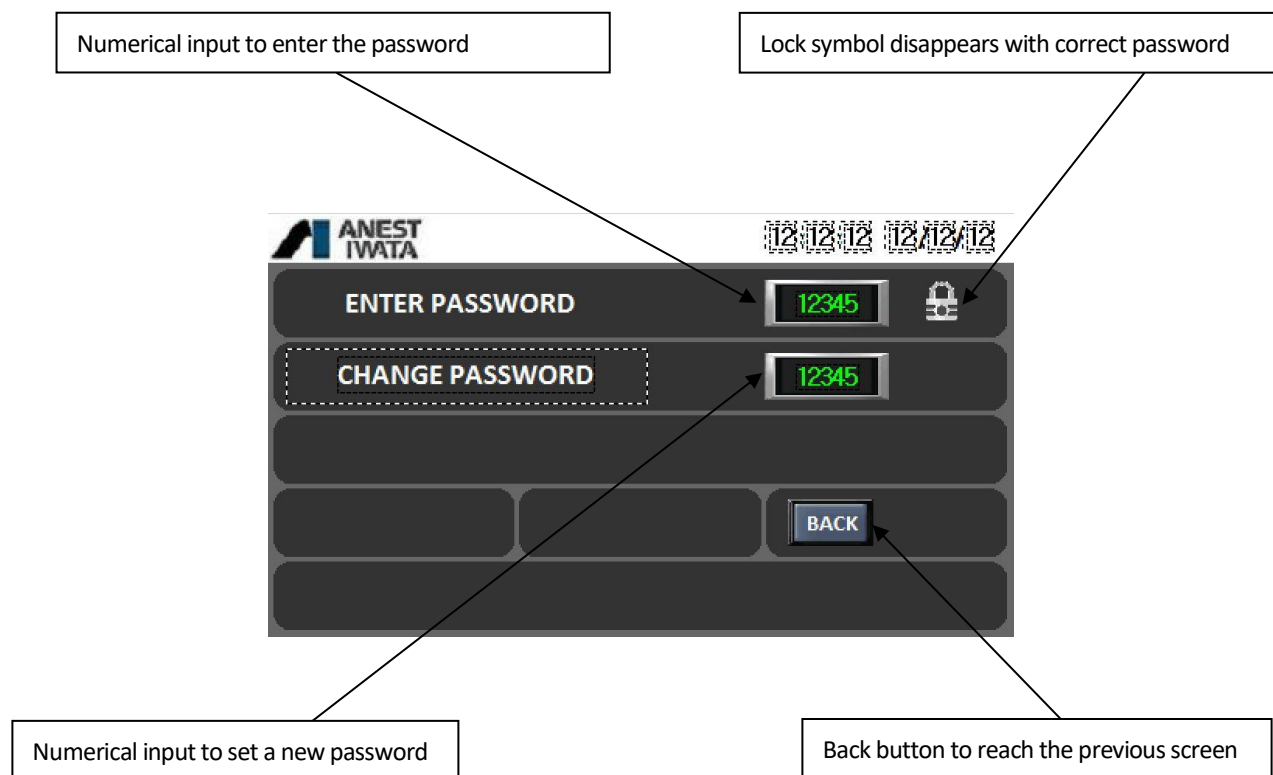 Numerical input to enter the password
Lock symbol disappears with correct password
ANEST
IWATA
12:12:12 12/12/12
ENTER PASSWORD 12345
CHANGE PASSWORD 12345
BACK
Numerical input to set a new password
Back button to reach the previous screen